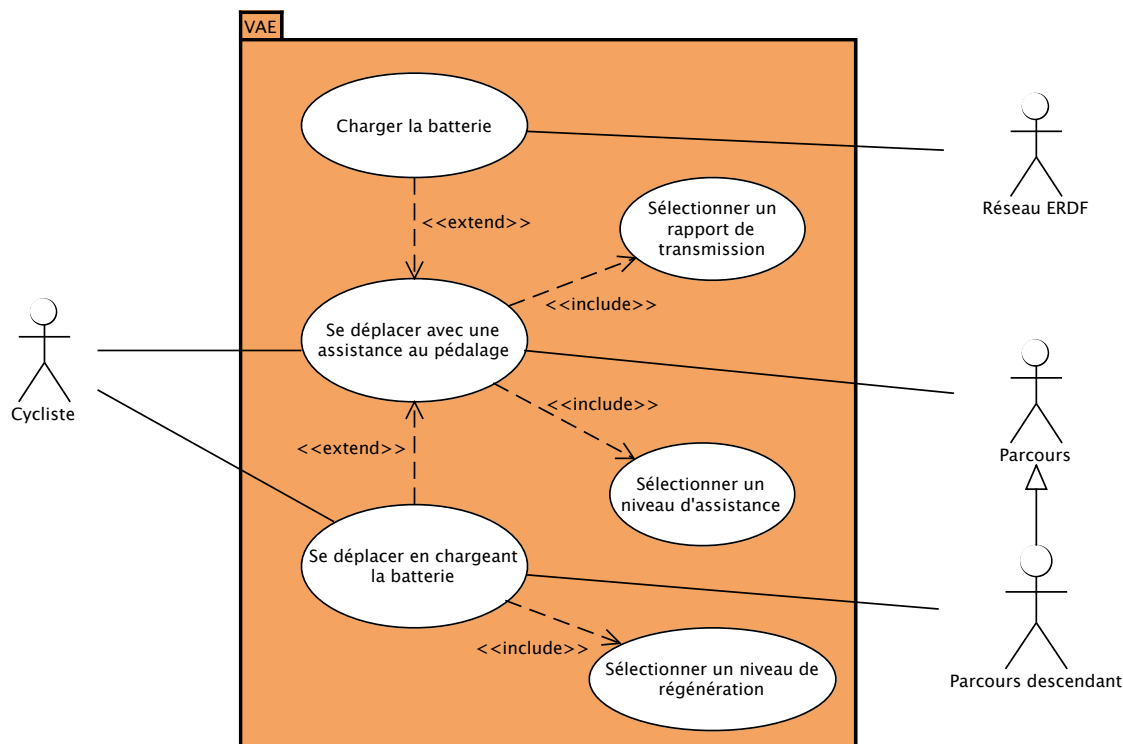 VAE
Charger la batterie
Réseau ERDF
<<extend>>
Sélectionner un
rapport de
transmission
<<include>>
Se déplacer avec une
assistance au pédalage
Cycliste
Parcours
<<include>>
<<extend>>
Sélectionner un
niveau d'assistance
Se déplacer en chargeant
la batterie
<<include>>
Sélectionner un niveau de
régénération
Parcours descendant